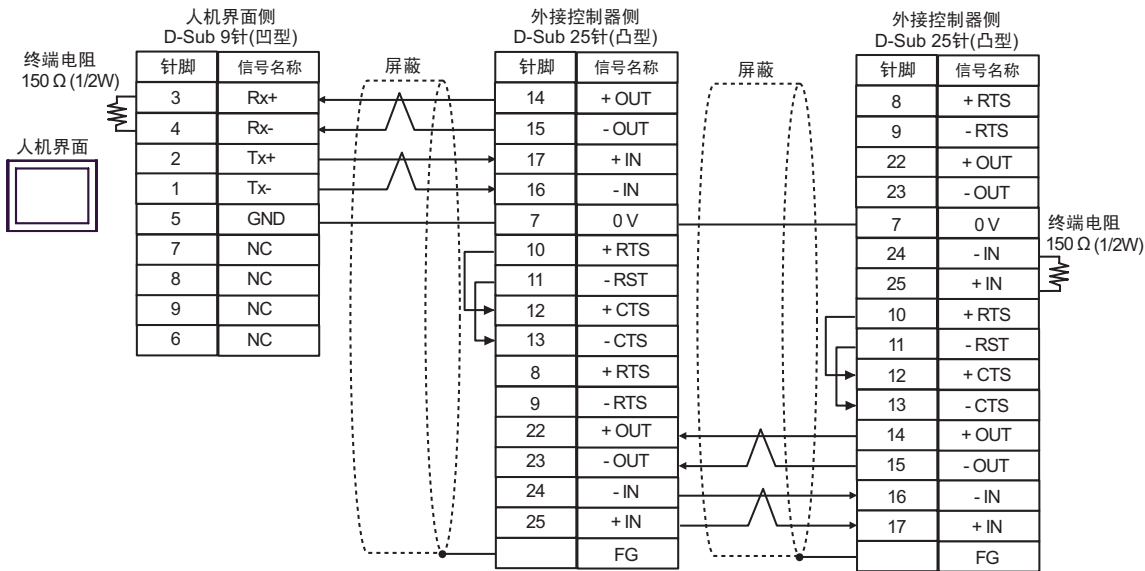 人机界面侧
D-Sub 9针(凹型)
终端电阻
150 Ω (1/2W)
人机界面
针脚 信号名称
3 Rx+
4 Rx-
2 Tx+
1 Tx-
5 GND
7 NC
8 NC
9 NC
6 NC
屏蔽
外接控制器侧
D-Sub 25针(凸型)
针脚 信号名称
14 + OUT
15 - OUT
17 + IN
16 - IN
7 0 V
10 + RTS
11 - RST
12 + CTS
13 - CTS
8 + RTS
9 - RTS
22 + OUT
23 - OUT
24 - IN
25 + IN
FG
屏蔽
外接控制器侧
D-Sub 25针(凸型)
针脚 信号名称
8 + RTS
9 - RTS
22 + OUT
23 - OUT
7 0 V
24 - IN
25 + IN
10 + RTS
11 - RST
12 + CTS
13 - CTS
14 + OUT
15 - OUT
16 - IN
17 + IN
FG
终端电阻
150 Ω (1/2W)